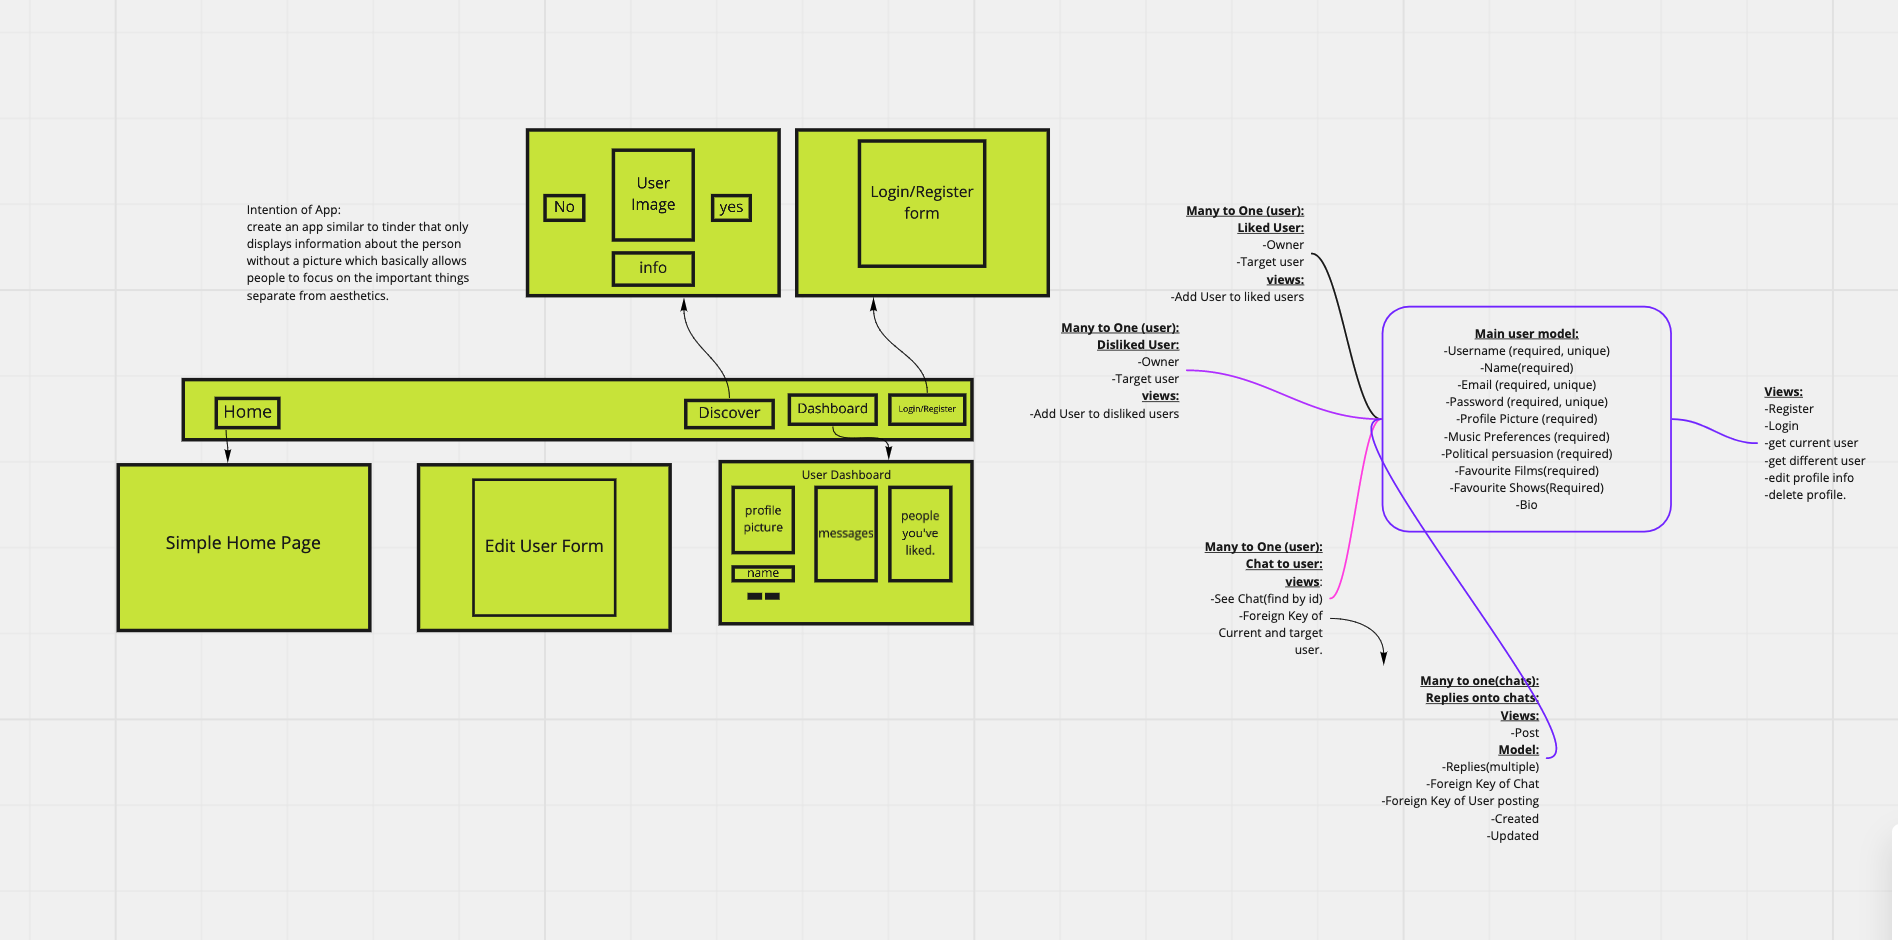 Intention of App:
create an app similar to tinder that only
displays information about the person
without a picture which basically allows
people to focus on the important things
separate from aesthetics.
No
User
Image
yes
info
Login/Register
form
Home
Discover
Dashboard
Login/Register
Simple Home Page
Edit User Form
User Dashboard
profile
picture
name
messages
people
you've
liked.
Many to One (user):
Liked User:
-Owner
-Target user
views:
-Add User to liked users
Many to One (user):
Disliked User:
-Owner
-Target user
views:
-Add User to disliked users
Main user model:
-Username (required, unique)
-Name(required)
-Email (required, unique)
-Password (required, unique)
-Profile Picture (required)
-Music Preferences (required)
-Political persuasion (required)
-Favourite Films(required)
-Favourite Shows(Required)
-Bio
Views:
-Register
-Login
-get current user
-get different user
-edit profile info
-delete profile.
Many to One (user):
Chat to user:
views:
-See Chat(find by id)
-Foreign Key of
Current and target
user.
Many to one(chats):
Replies onto chats:
Views:
-Post
Model:
-Replies(multiple)
-Foreign Key of Chat
-Foreign Key of User posting
-Created
-Updated